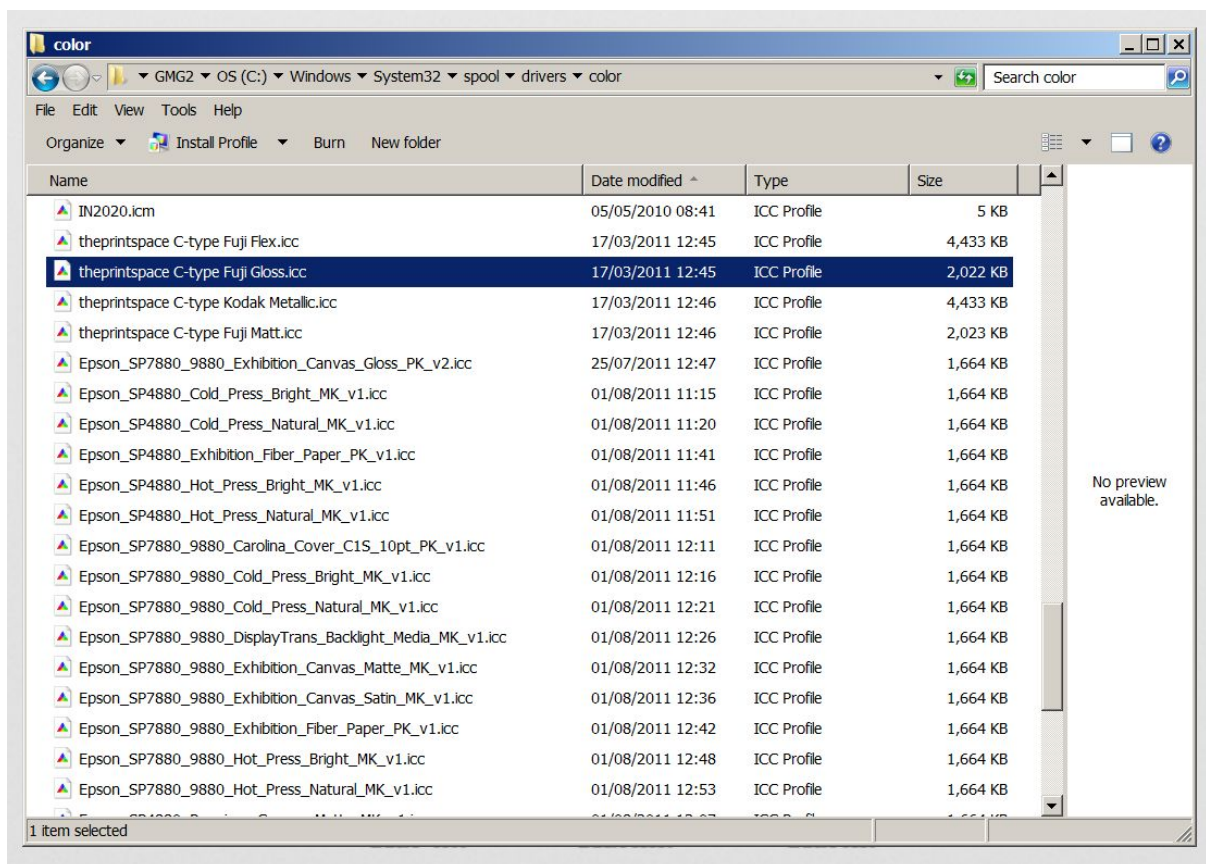 color
GMG2 OS (C:) Windows System32 spool drivers color Search color
File Edit View Tools Help
Organize Install Profile Burn New folder
Name Date modified Type Size
IN2020.icm 05/05/2010 08:41 ICC Profile 5 KB
theprintspace C-type Fuji Flex.icc 17/03/2011 12:45 ICC Profile 4,433 KB
theprintspace C-type Fuji Gloss.icc 17/03/2011 12:45 ICC Profile 2,022 KB
theprintspace C-type Kodak Metallic.icc 17/03/2011 12:46 ICC Profile 4,433 KB
theprintspace C-type Fuji Matt.icc 17/03/2011 12:46 ICC Profile 2,023 KB
Epson_SP7880_9880_Exhibition_Canvas_Gloss_PK_v2.icc 25/07/2011 12:47 ICC Profile 1,664 KB
Epson_SP4880_Cold_Press_Bright_MK_v1.icc 01/08/2011 11:15 ICC Profile 1,664 KB
Epson_SP4880_Cold_Press_Natural_MK_v1.icc 01/08/2011 11:20 ICC Profile 1,664 KB
Epson_SP4880_Exhibition_Fiber_Paper_PK_v1.icc 01/08/2011 11:41 ICC Profile 1,664 KB
Epson_SP4880_Hot_Press_Bright_MK_v1.icc 01/08/2011 11:46 ICC Profile 1,664 KB
Epson_SP4880_Hot_Press_Natural_MK_v1.icc 01/08/2011 11:51 ICC Profile 1,664 KB
Epson_SP7880_9880_Carolina_Cover_C1S_10pt_PK_v1.icc 01/08/2011 12:11 ICC Profile 1,664 KB
Epson_SP7880_9880_Cold_Press_Bright_MK_v1.icc 01/08/2011 12:16 ICC Profile 1,664 KB
Epson_SP7880_9880_Cold_Press_Natural_MK_v1.icc 01/08/2011 12:21 ICC Profile 1,664 KB
Epson_SP7880_9880_DisplayTrans_Backlight_Media_MK_v1.icc 01/08/2011 12:26 ICC Profile 1,664 KB
Epson_SP7880_9880_Exhibition_Canvas_Matte_MK_v1.icc 01/08/2011 12:32 ICC Profile 1,664 KB
Epson_SP7880_9880_Exhibition_Canvas_Satin_MK_v1.icc 01/08/2011 12:36 ICC Profile 1,664 KB
Epson_SP7880_9880_Exhibition_Fiber_Paper_PK_v1.icc 01/08/2011 12:42 ICC Profile 1,664 KB
Epson_SP7880_9880_Hot_Press_Bright_MK_v1.icc 01/08/2011 12:48 ICC Profile 1,664 KB
Epson_SP7880_9880_Hot_Press_Natural_MK_v1.icc 01/08/2011 12:53 ICC Profile 1,664 KB
No preview
available.
1 item selected